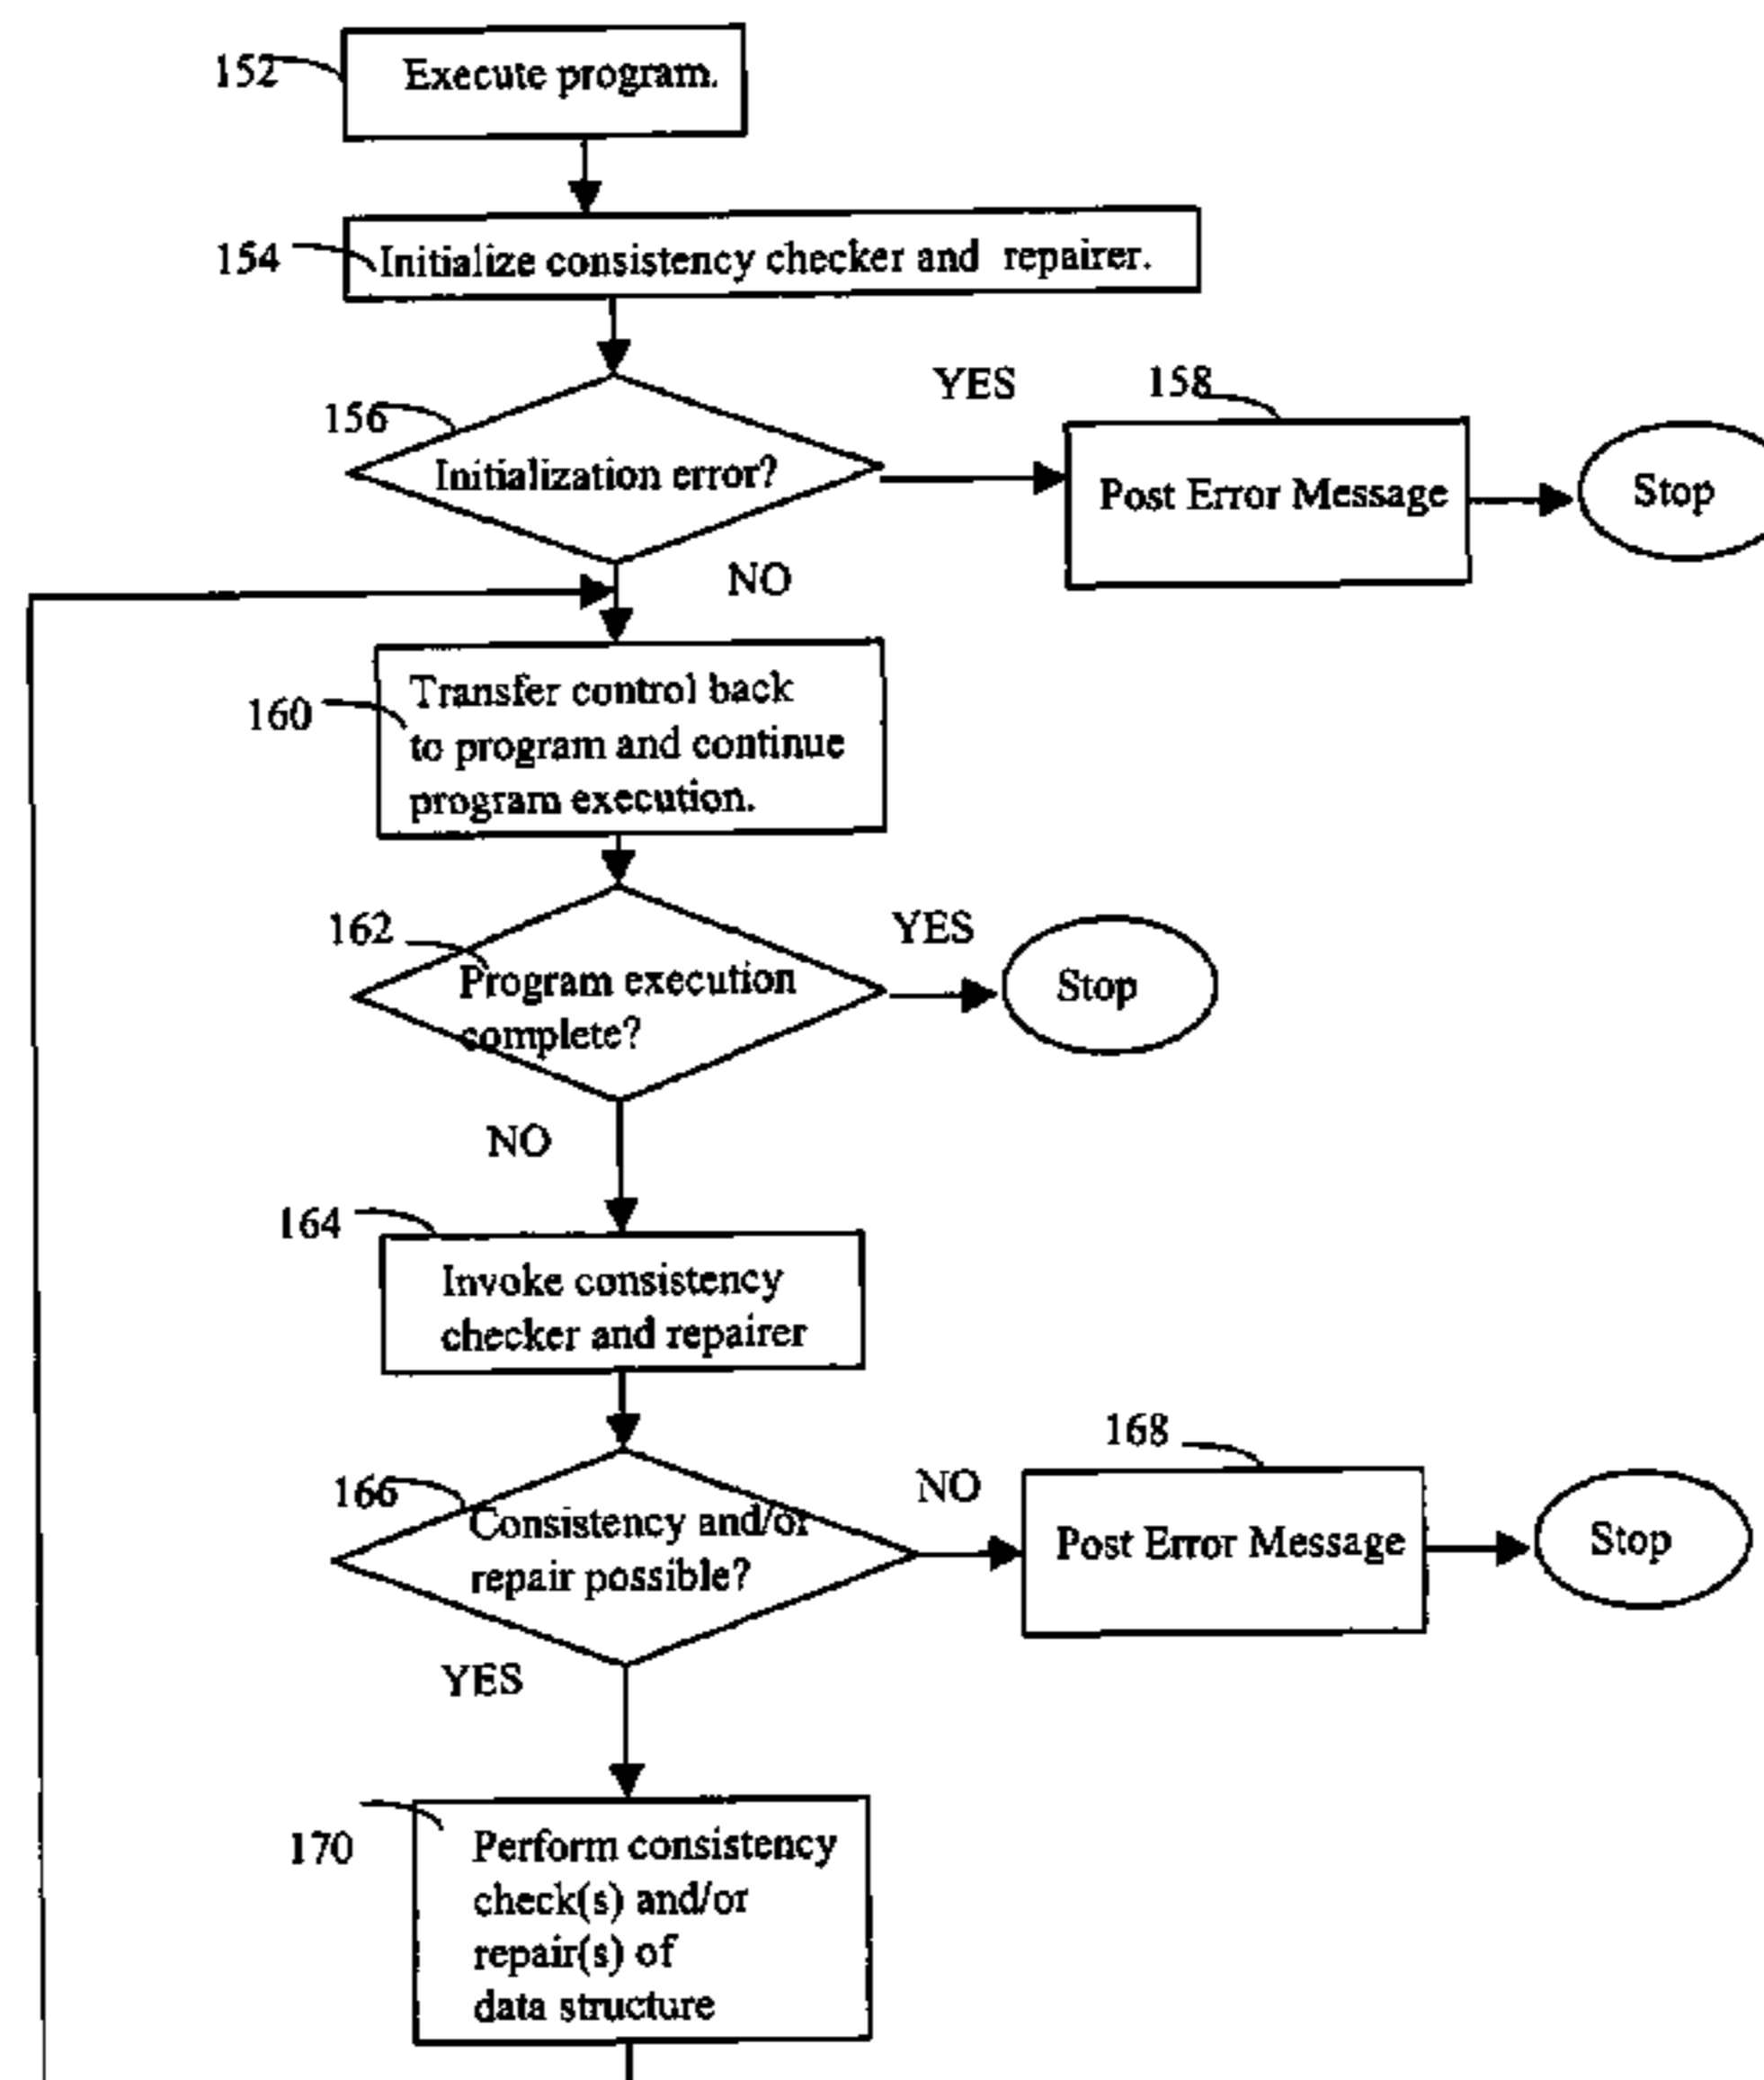 152
Execute program.
154
Initialize consistency checker and repairer.
156
Initialization error?
YES
158
Post Error Message
Stop
NO
160
Transfer control back
to program and continue
program execution.
162
Program execution
complete?
YES
Stop
NO
164
Invoke consistency
checker and repairer
166
Consistency and/or
repair possible?
NO
168
Post Error Message
Stop
YES
170
Perform consistency
check(s) and/or
repair(s) of
data structure